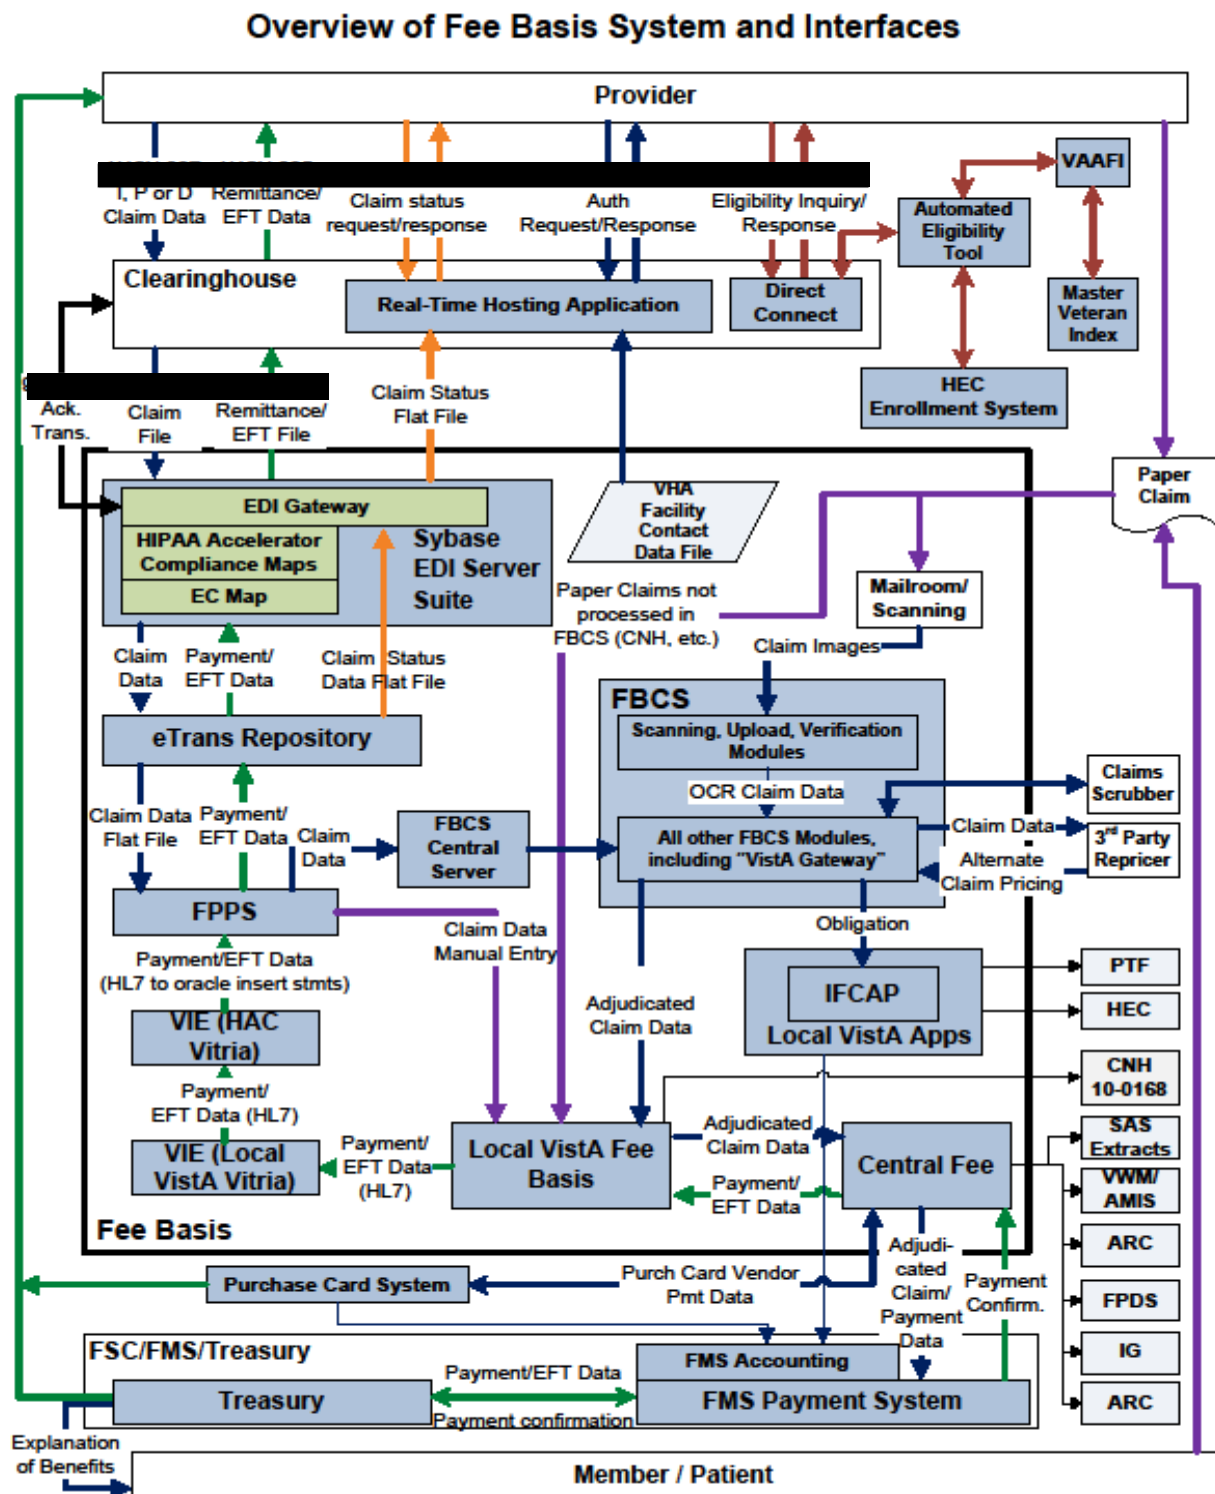 Overview of Fee Basis System and Interfaces
Provider
I, P or D
Claim Data
Remittance/
EFT Data
Claim status
request/response
Auth
Request/Response
Eligibility Inquiry/
Response
VAAFI
Automated
Eligibility
Tool
Master
Veteran
Index
HEC
Enrollment System
Clearinghouse
Real-Time Hosting Application
Direct
Connect
Ack.
Trans.
Claim
File
Remittance/
EFT File
Claim Status
Flat File
Paper
Claim
EDI Gateway
HIPAA Accelerator
Compliance Maps
EC Map
Sybase
EDI Server
Suite
VHA
Facility
Contact
Data File
Mailroom/
Scanning
Paper Claims not
processed in
FBCS (CNH, etc.)
Claim Images
Claim
Data
Payment/
EFT Data
Claim Status
Data Flat File
eTrans Repository
FBCS
Scanning, Upload, Verification
Modules
OCR Claim Data
All other FBCS Modules,
including "VistA Gateway"
Claims
Scrubber
Claim Data
3rd Party
Repricer
Alternate
Claim Pricing
Claim Data
Flat File
Payment/
EFT Data
Claim
Data
FBCS
Central
Server
FPPS
Claim Data
Manual Entry
Obligation
Payment/EFT Data
(HL7 to oracle insert stmts)
IFCAP
Local VistA Apps
PTF
HEC
VIE (HAC
Vitria)
Adjudicated
Claim Data
CNH
10-0168
Payment/
EFT Data (HL7)
VIE (Local
VistA Vitria)
Payment/
EFT Data
(HL7)
Local VistA Fee
Basis
Adjudicated
Claim Data
Payment/
EFT Data
Central Fee
SAS
Extracts
VWM/
AMIS
ARC
FPDS
IG
ARC
Fee Basis
Purchase Card System
Purch Card Vendor
Pmt Data
Adjudi-
cated
Claim/
Payment
Data
Payment
Confirm.
FSC/FMS/Treasury
Treasury
Payment/EFT Data
Payment confirmation
FMS Accounting
FMS Payment System
Explanation
of Benefits
Member / Patient